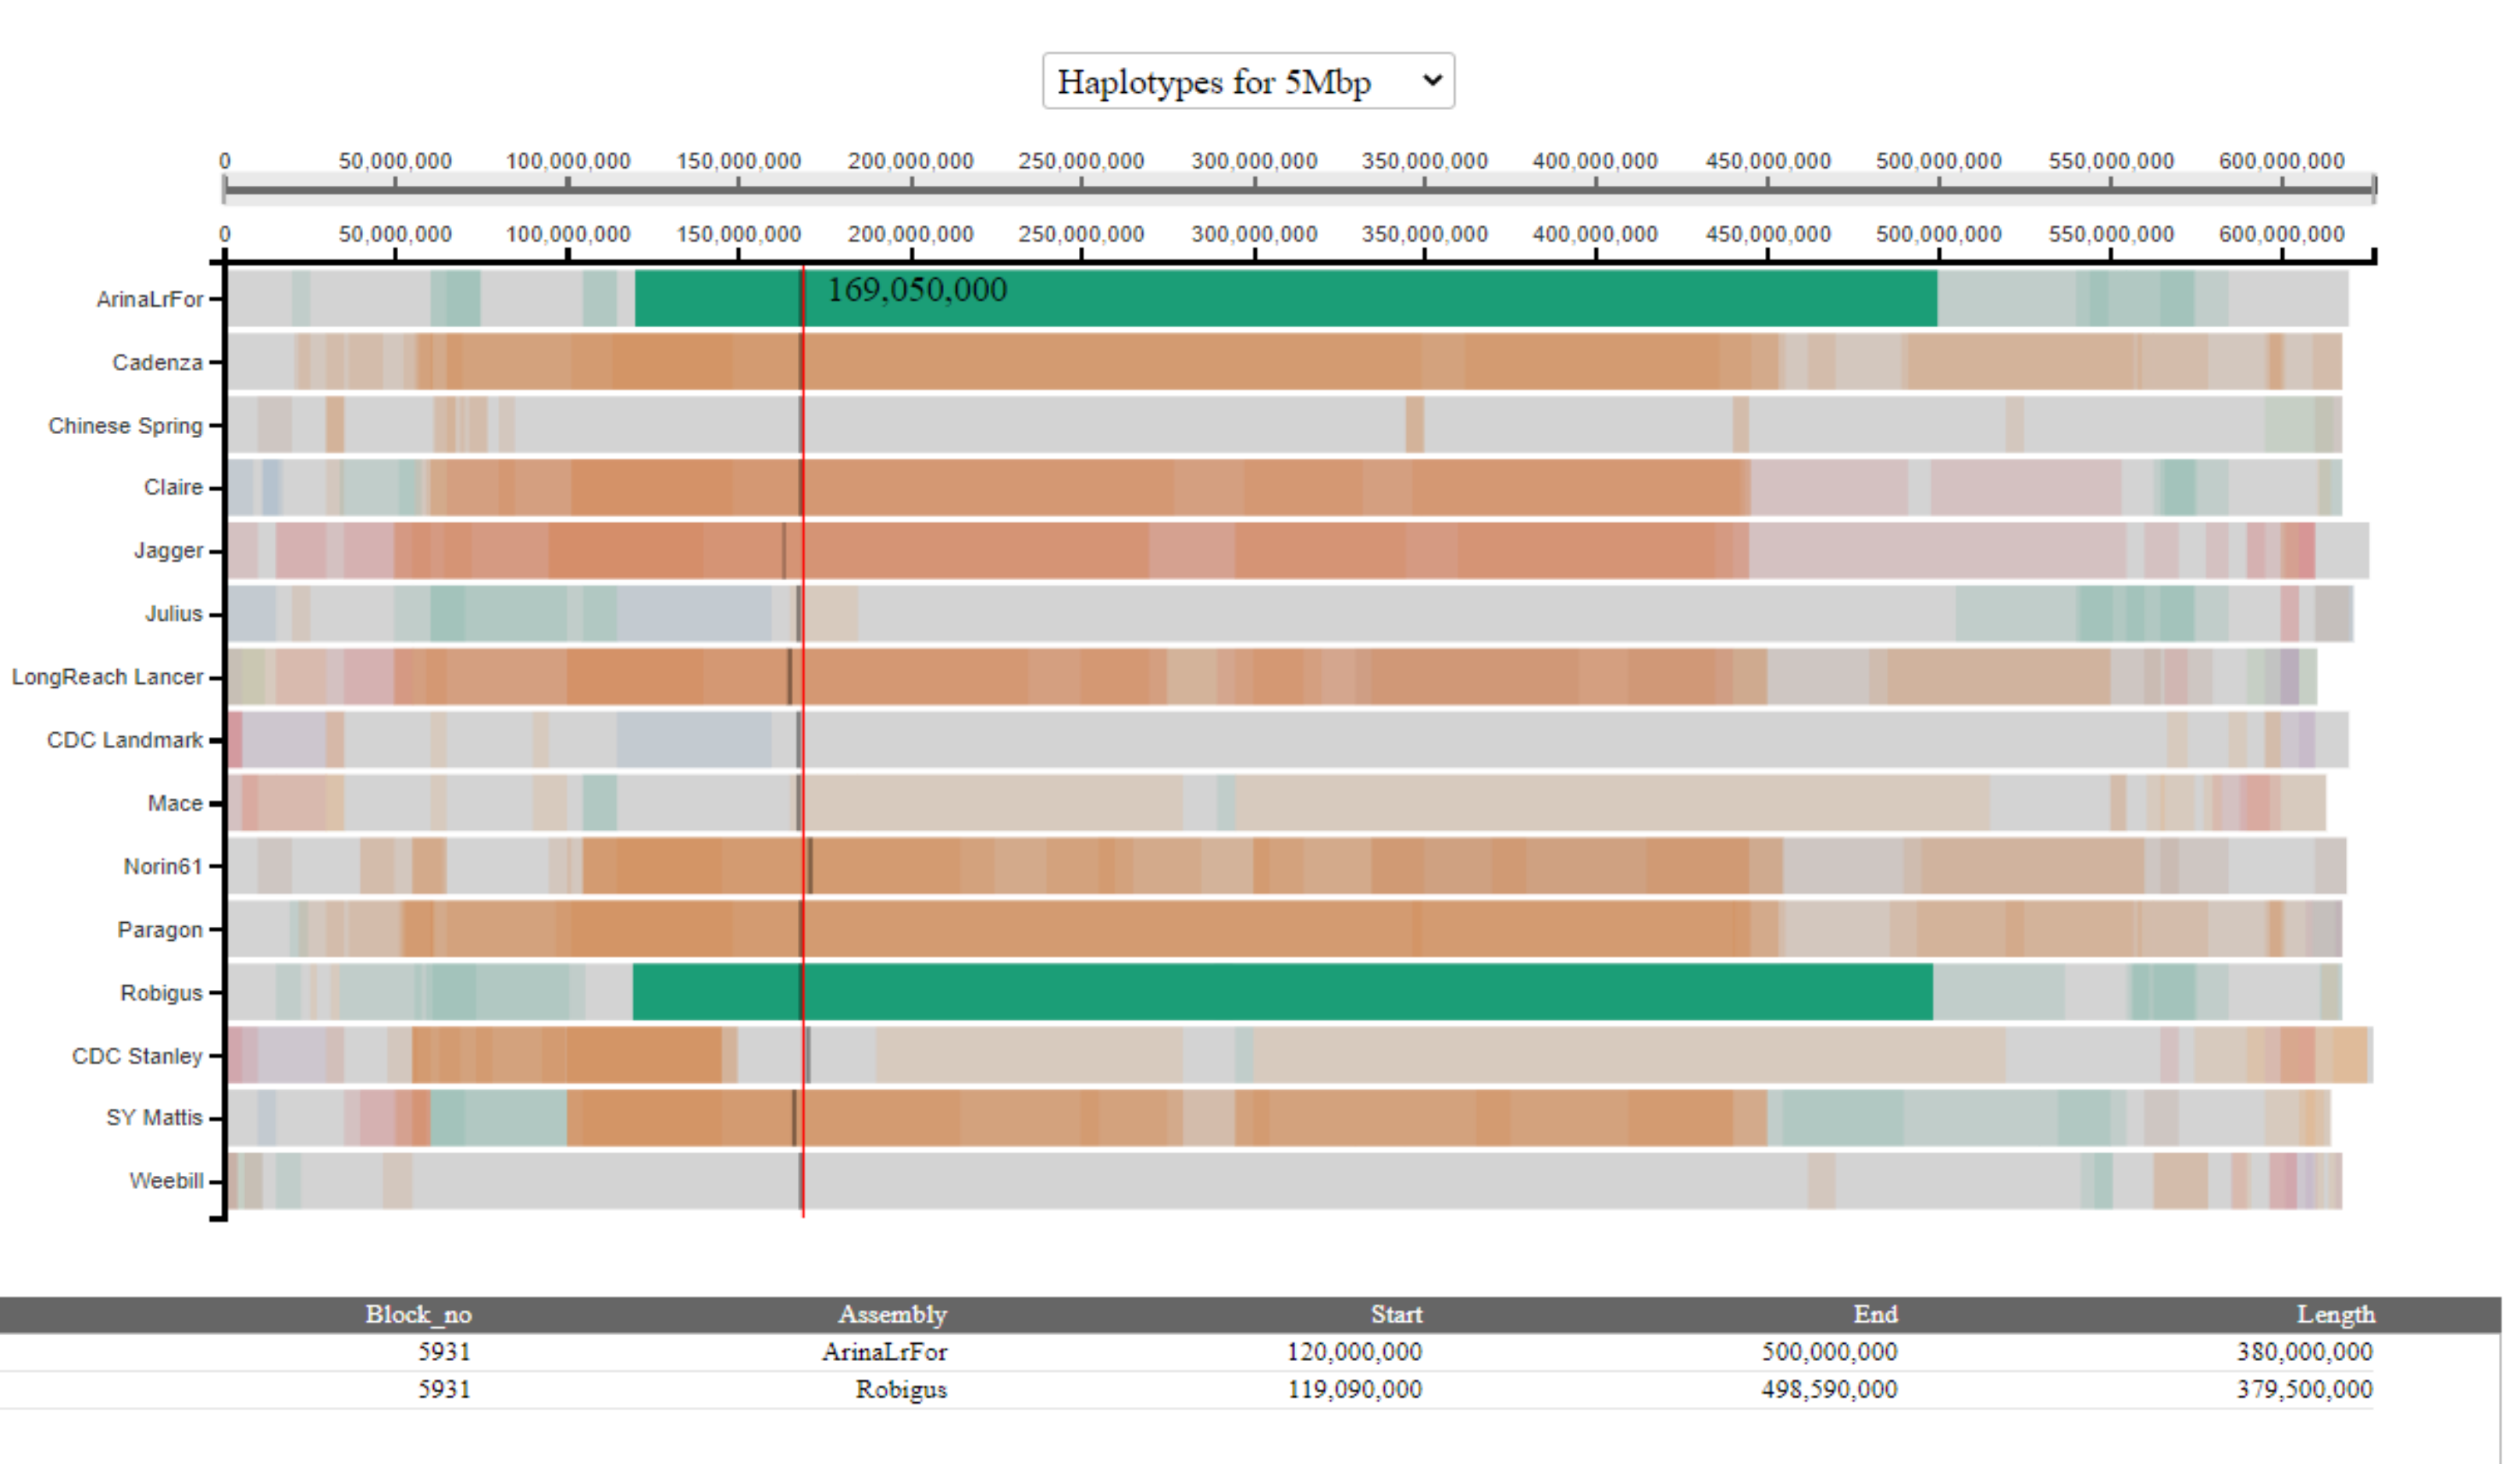 Haplotypes for 5Mbp
0 50,000,000 100,000,000 150,000,000 200,000,000 250,000,000 300,000,000 350,000,000 400,000,000 450,000,000 500,000,000 550,000,000 600,000,000
0 50,000,000 100,000,000 150,000,000 200,000,000 250,000,000 300,000,000 350,000,000 400,000,000 450,000,000 500,000,000 550,000,000 600,000,000
ArinaLrFor 169,050,000
Cadenza
Chinese Spring
Claire
Jagger
Julius
LongReach Lancer
CDC Landmark
Mace
Norin61
Paragon
Robigus
CDC Stanley
SY Mattis
Weebill
Block_no Assembly Start End Length
5931 ArinaLrFor 120,000,000 500,000,000 380,000,000
5931 Robigus 119,090,000 498,590,000 379,500,000